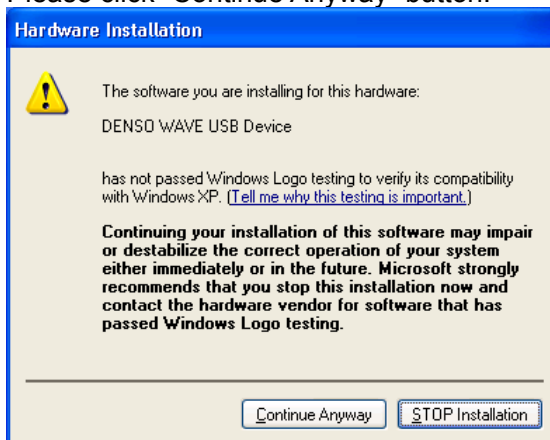 Please click "Continue Anyway" button.
Hardware Installation
The software you are installing for this hardware:
DENSO WAVE USB Device
has not passed Windows Logo testing to verify its compatibility
with Windows XP. (Tell me why this testing is important.)
Continuing your installation of this software may impair
or destabilize the correct operation of your system
either immediately or in the future. Microsoft strongly
recommends that you stop this installation now and
contact the hardware vendor for software that has
passed Windows Logo testing.
Continue Anyway
STOP Installation